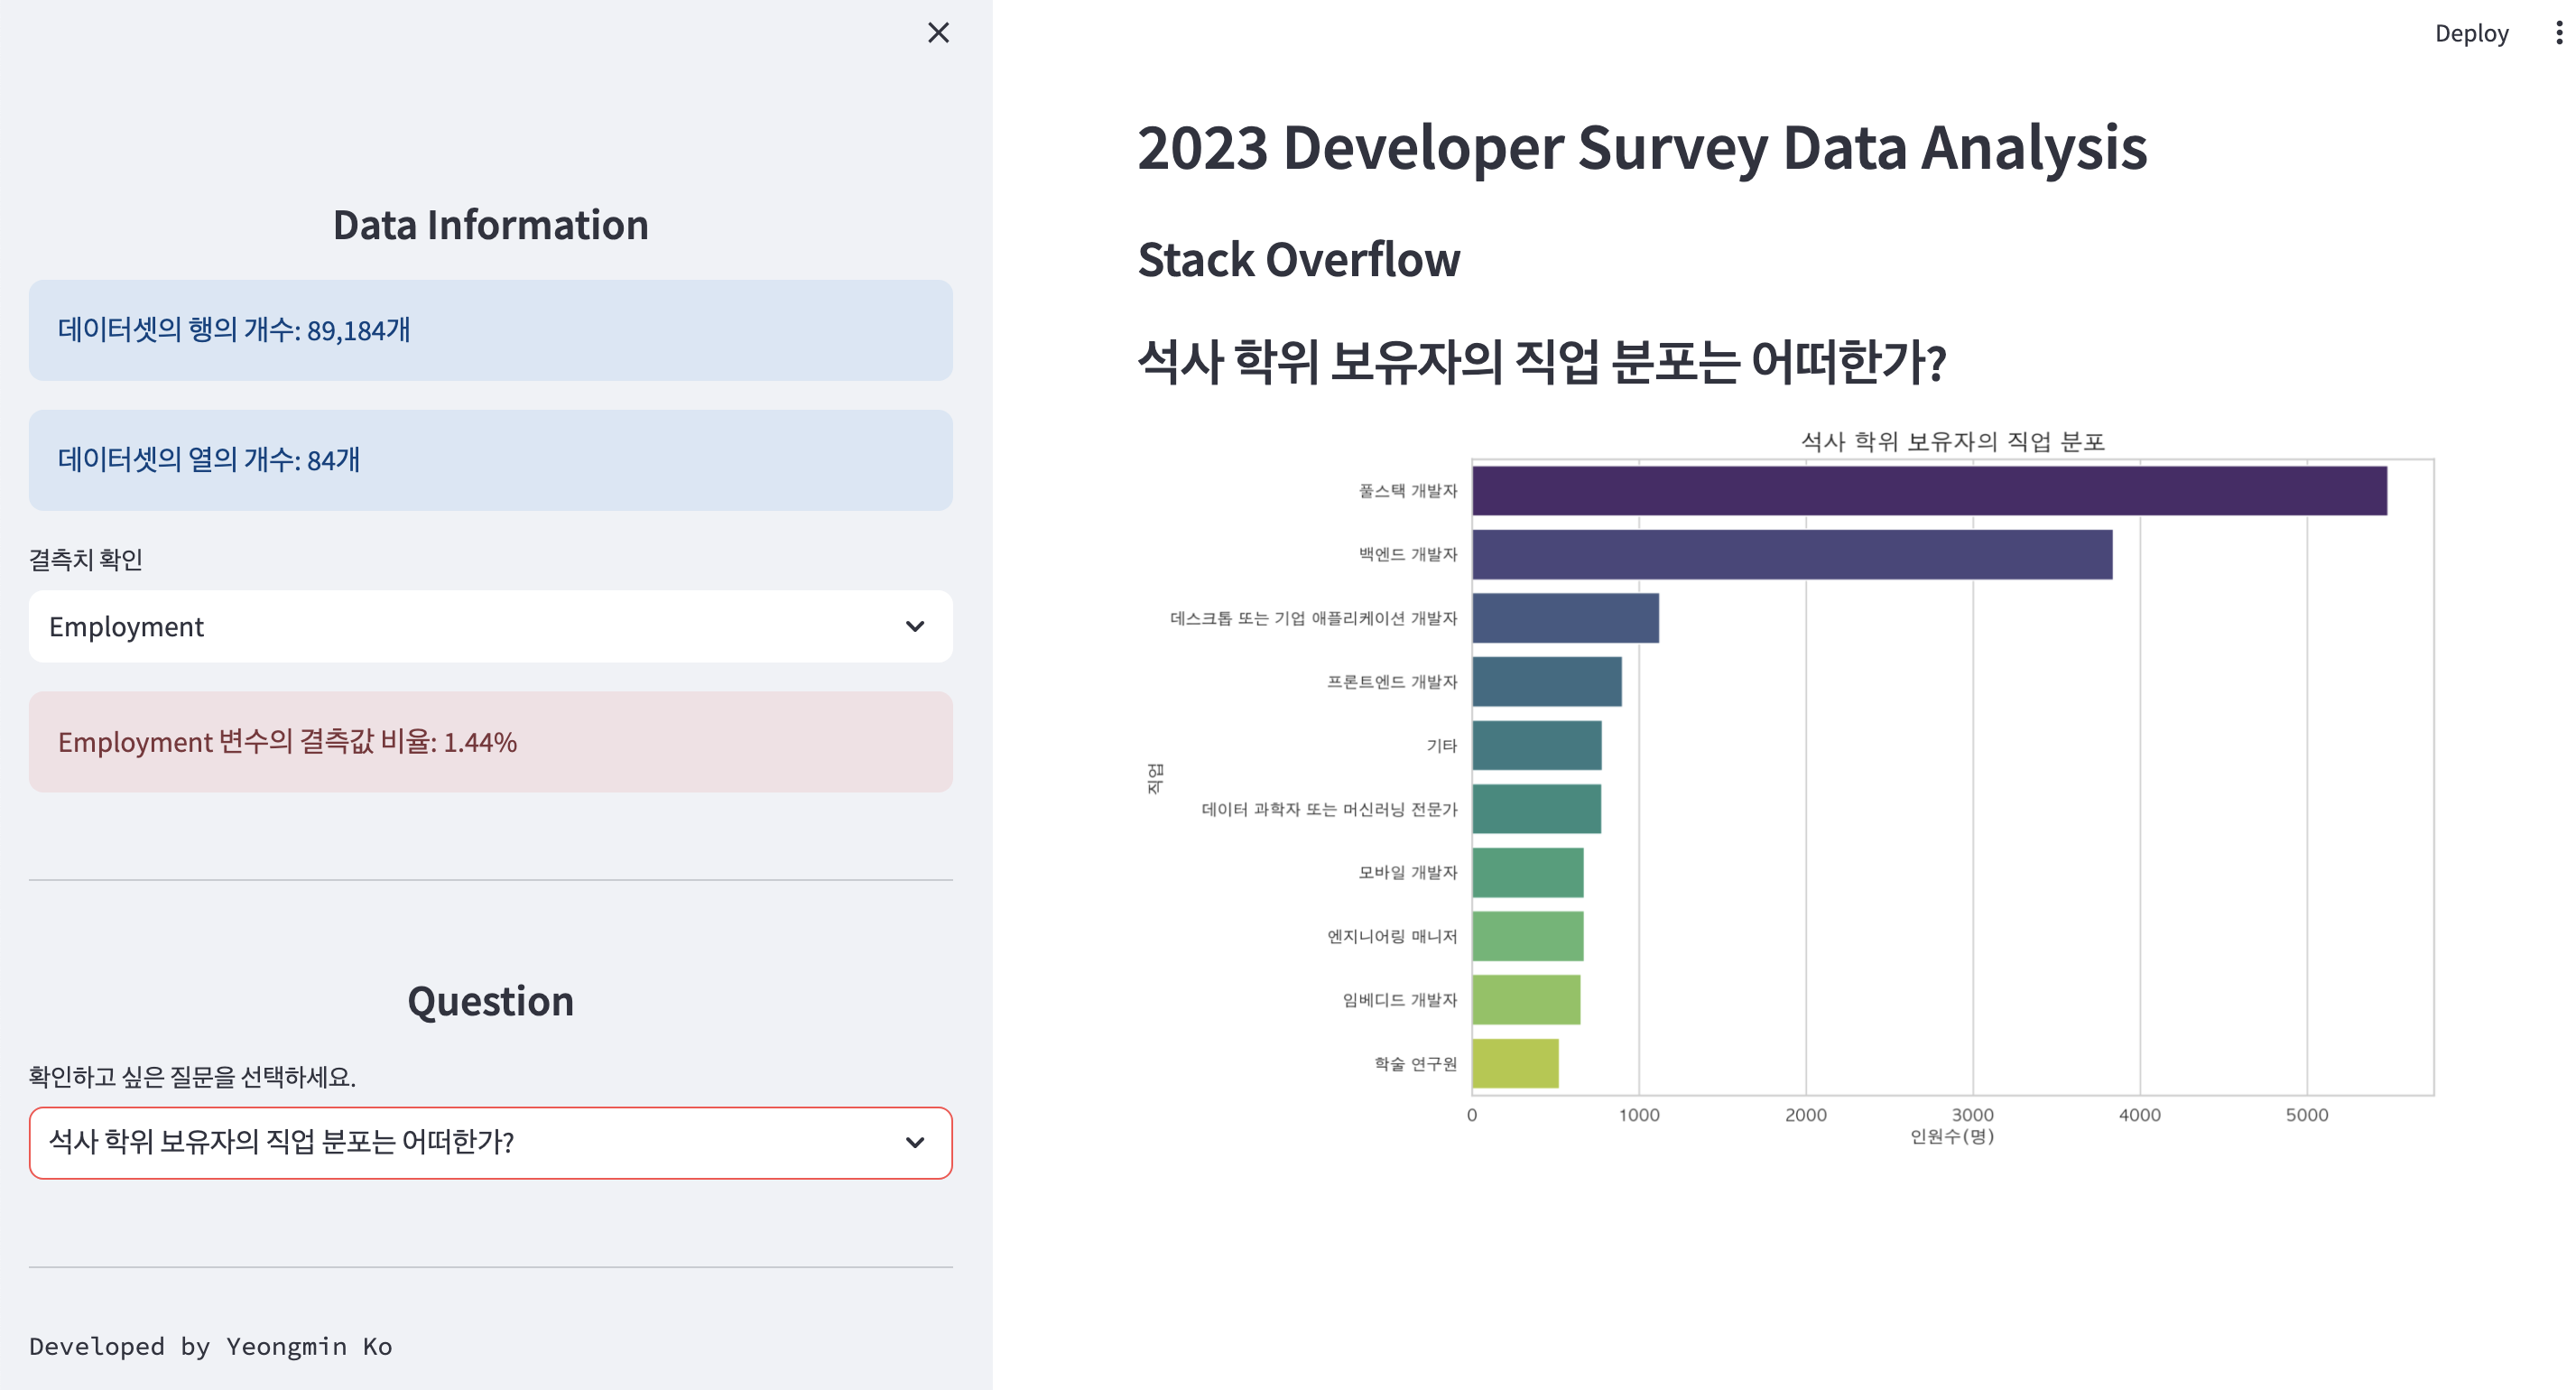 Deploy
Data Information
데이터셋의 행의 개수: 89,184개
데이터셋의 열의 개수: 84개
결측치 확인
Employment
Employment 변수의 결측값 비율: 1.44%
Question
확인하고 싶은 질문을 선택하세요.
석사 학위 보유자의 직업 분포는 어떠한가?
Developed by Yeongmin Ko
2023 Developer Survey Data Analysis
Stack Overflow
석사 학위 보유자의 직업 분포는 어떠한가?
석사 학위 보유자의 직업 분포
직업
풀스택 개발자
백엔드 개발자
데스크톱 또는 기업 애플리케이션 개발자
프론트엔드 개발자
기타
데이터 과학자 또는 머신러닝 전문가
모바일 개발자
엔지니어링 매니저
임베디드 개발자
학술 연구원
0 1000 2000 3000 4000 5000
인원수(명)